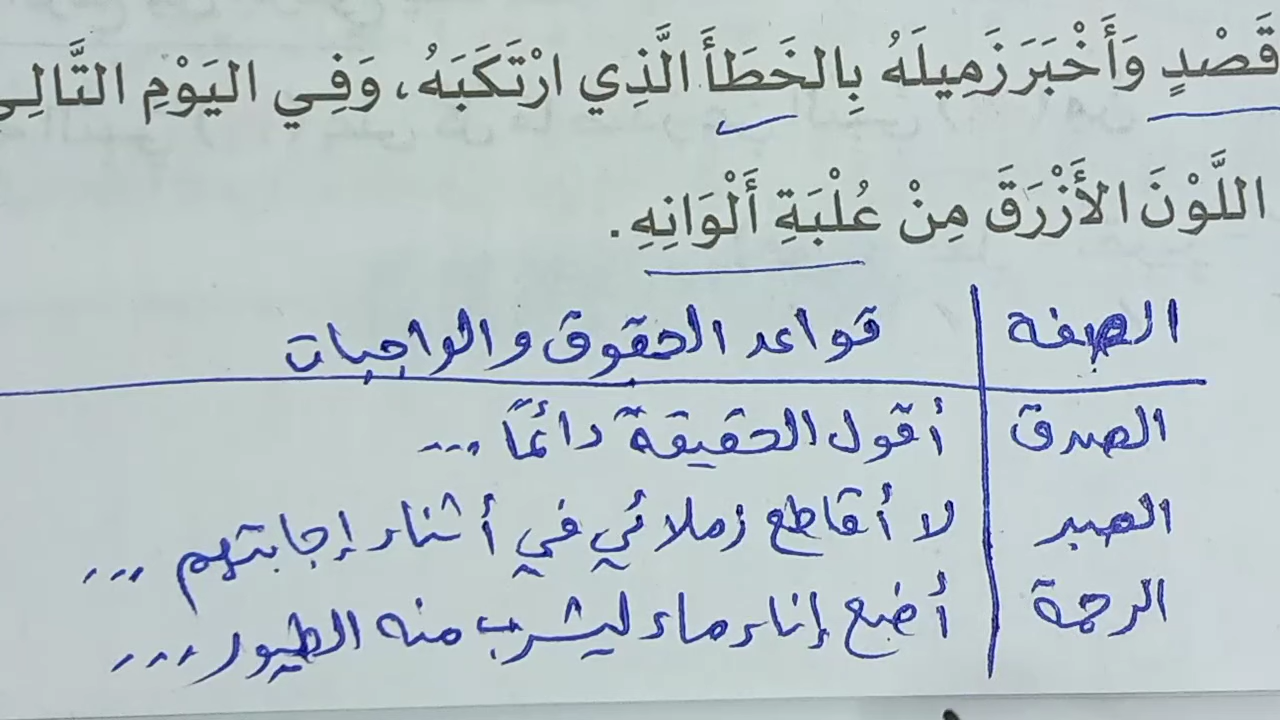 قَصْدٍ وَأَخْبَرَ زَمِيلَهُ بِالخَطَأَ الَّذِي ارْتَكَبَهُ، وَفِي اليَوْمِ التَّالِي
اللَّوْنَ الأَزْرَقَ مِنْ عُلْبَةِ أَلْوَانِهِ.
الصفة قواعد الحقوق والواجبات
الصدق أقول الحقيقة دائمًا ...
الصبر لا أقاطع زملائي في أثناء إجابتهم ...
الرحمة أضع إناء ماء ليشرب منه الطيور ...